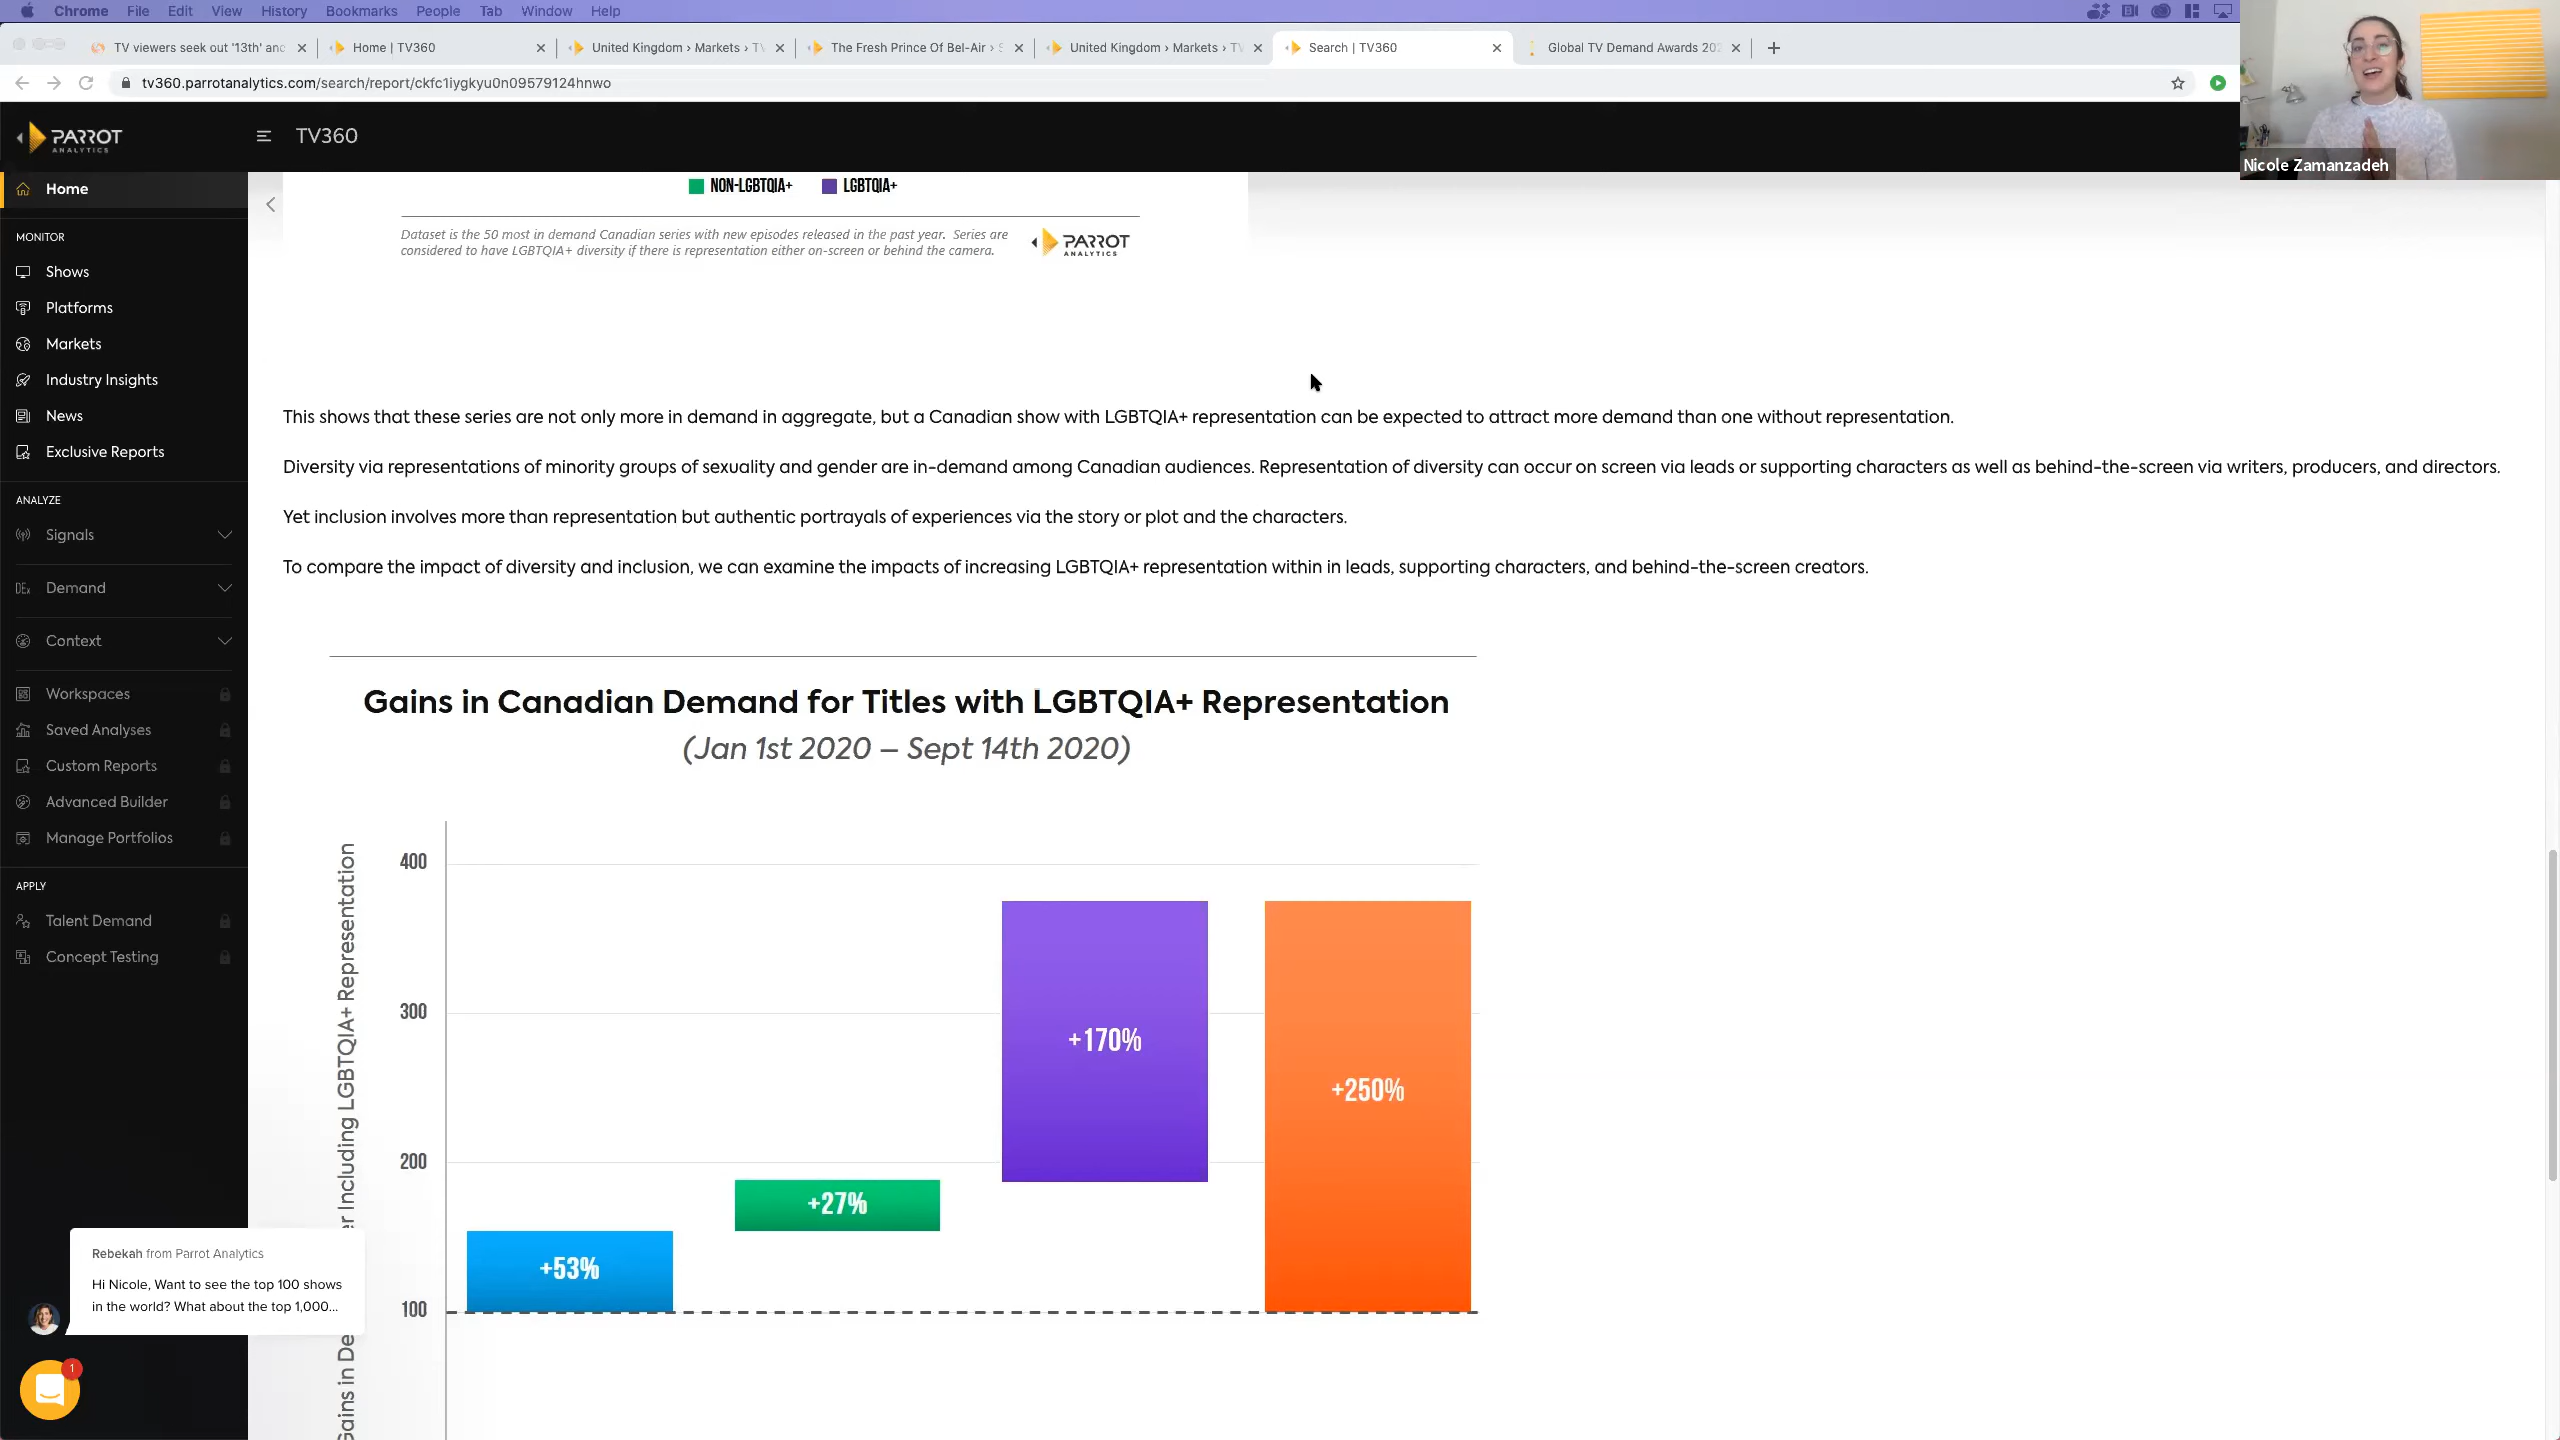 Chrome File Edit View History Bookmarks People Tab Window Help
TV viewers seek out '13th' and
Home | TV360
United Kingdom › Markets › TV
The Fresh Prince Of Bel-Air › S
United Kingdom › Markets › TV
Search | TV360
Global TV Demand Awards 202
tv360.parrotanalytics.com/search/report/ckfc1iygkyu0n09579124hnwo
Nicole Zamanzadeh
PARROT
ANALYTICS
TV360
Home
MONITOR
Shows
Platforms
Markets
Industry Insights
News
Exclusive Reports
ANALYZE
Signals
Demand
Context
Workspaces
Saved Analyses
Custom Reports
Advanced Builder
Manage Portfolios
APPLY
Talent Demand
Concept Testing
NON-LGBTQIA+ LGBTQIA+
Dataset is the 50 most in demand Canadian series with new episodes released in the past year. Series are
considered to have LGBTQIA+ diversity if there is representation either on-screen or behind the camera.
PARROT
ANALYTICS
This shows that these series are not only more in demand in aggregate, but a Canadian show with LGBTQIA+ representation can be expected to attract more demand than one without representation.
Diversity via representations of minority groups of sexuality and gender are in-demand among Canadian audiences. Representation of diversity can occur on screen via leads or supporting characters as well as behind-the-screen via writers, producers, and directors.
Yet inclusion involves more than representation but authentic portrayals of experiences via the story or plot and the characters.
To compare the impact of diversity and inclusion, we can examine the impacts of increasing LGBTQIA+ representation within in leads, supporting characters, and behind-the-screen creators.
Gains in Canadian Demand for Titles with LGBTQIA+ Representation
(Jan 1st 2020 – Sept 14th 2020)
400
300
200
100
+53%
+27%
+170%
+250%
Including LGBTQIA+ Representation
Gains in
Rebekah from Parrot Analytics
Hi Nicole, Want to see the top 100 shows
in the world? What about the top 1,000...
1